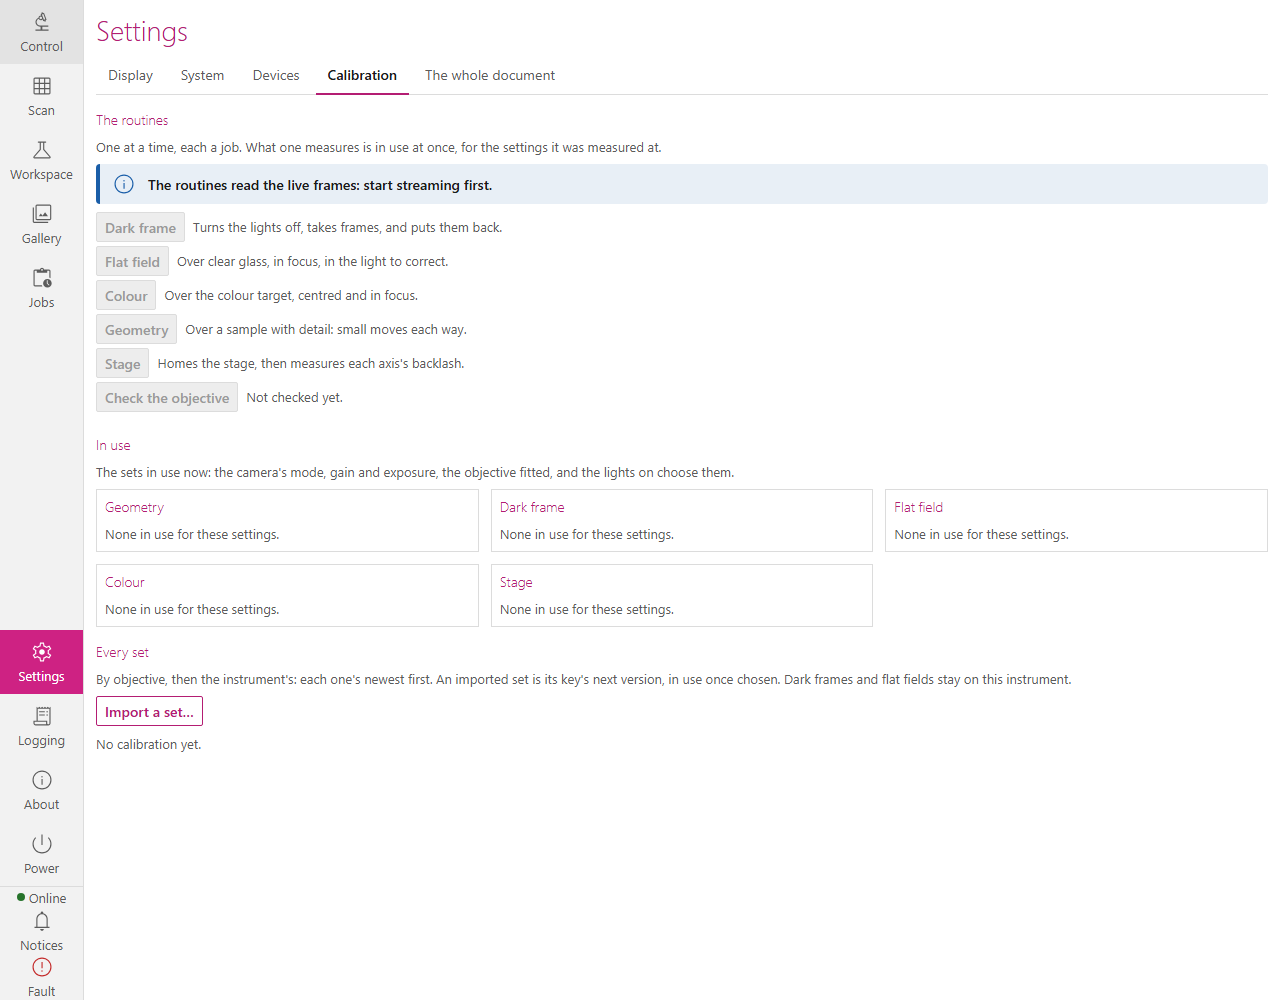 Control
Scan
Workspace
Gallery
Jobs
Settings
Logging
About
Power
Online
Notices
Fault
Settings
Display
System
Devices
Calibration
The whole document
The routines
One at a time, each a job. What one measures is in use at once, for the settings it was measured at.
The routines read the live frames: start streaming first.
Dark frame Turns the lights off, takes frames, and puts them back.
Flat field Over clear glass, in focus, in the light to correct.
Colour Over the colour target, centred and in focus.
Geometry Over a sample with detail: small moves each way.
Stage Homes the stage, then measures each axis's backlash.
Check the objective Not checked yet.
In use
The sets in use now: the camera's mode, gain and exposure, the objective fitted, and the lights on choose them.
Geometry
None in use for these settings.
Dark frame
None in use for these settings.
Flat field
None in use for these settings.
Colour
None in use for these settings.
Stage
None in use for these settings.
Every set
By objective, then the instrument's: each one's newest first. An imported set is its key's next version, in use once chosen. Dark frames and flat fields stay on this instrument.
Import a set...
No calibration yet.